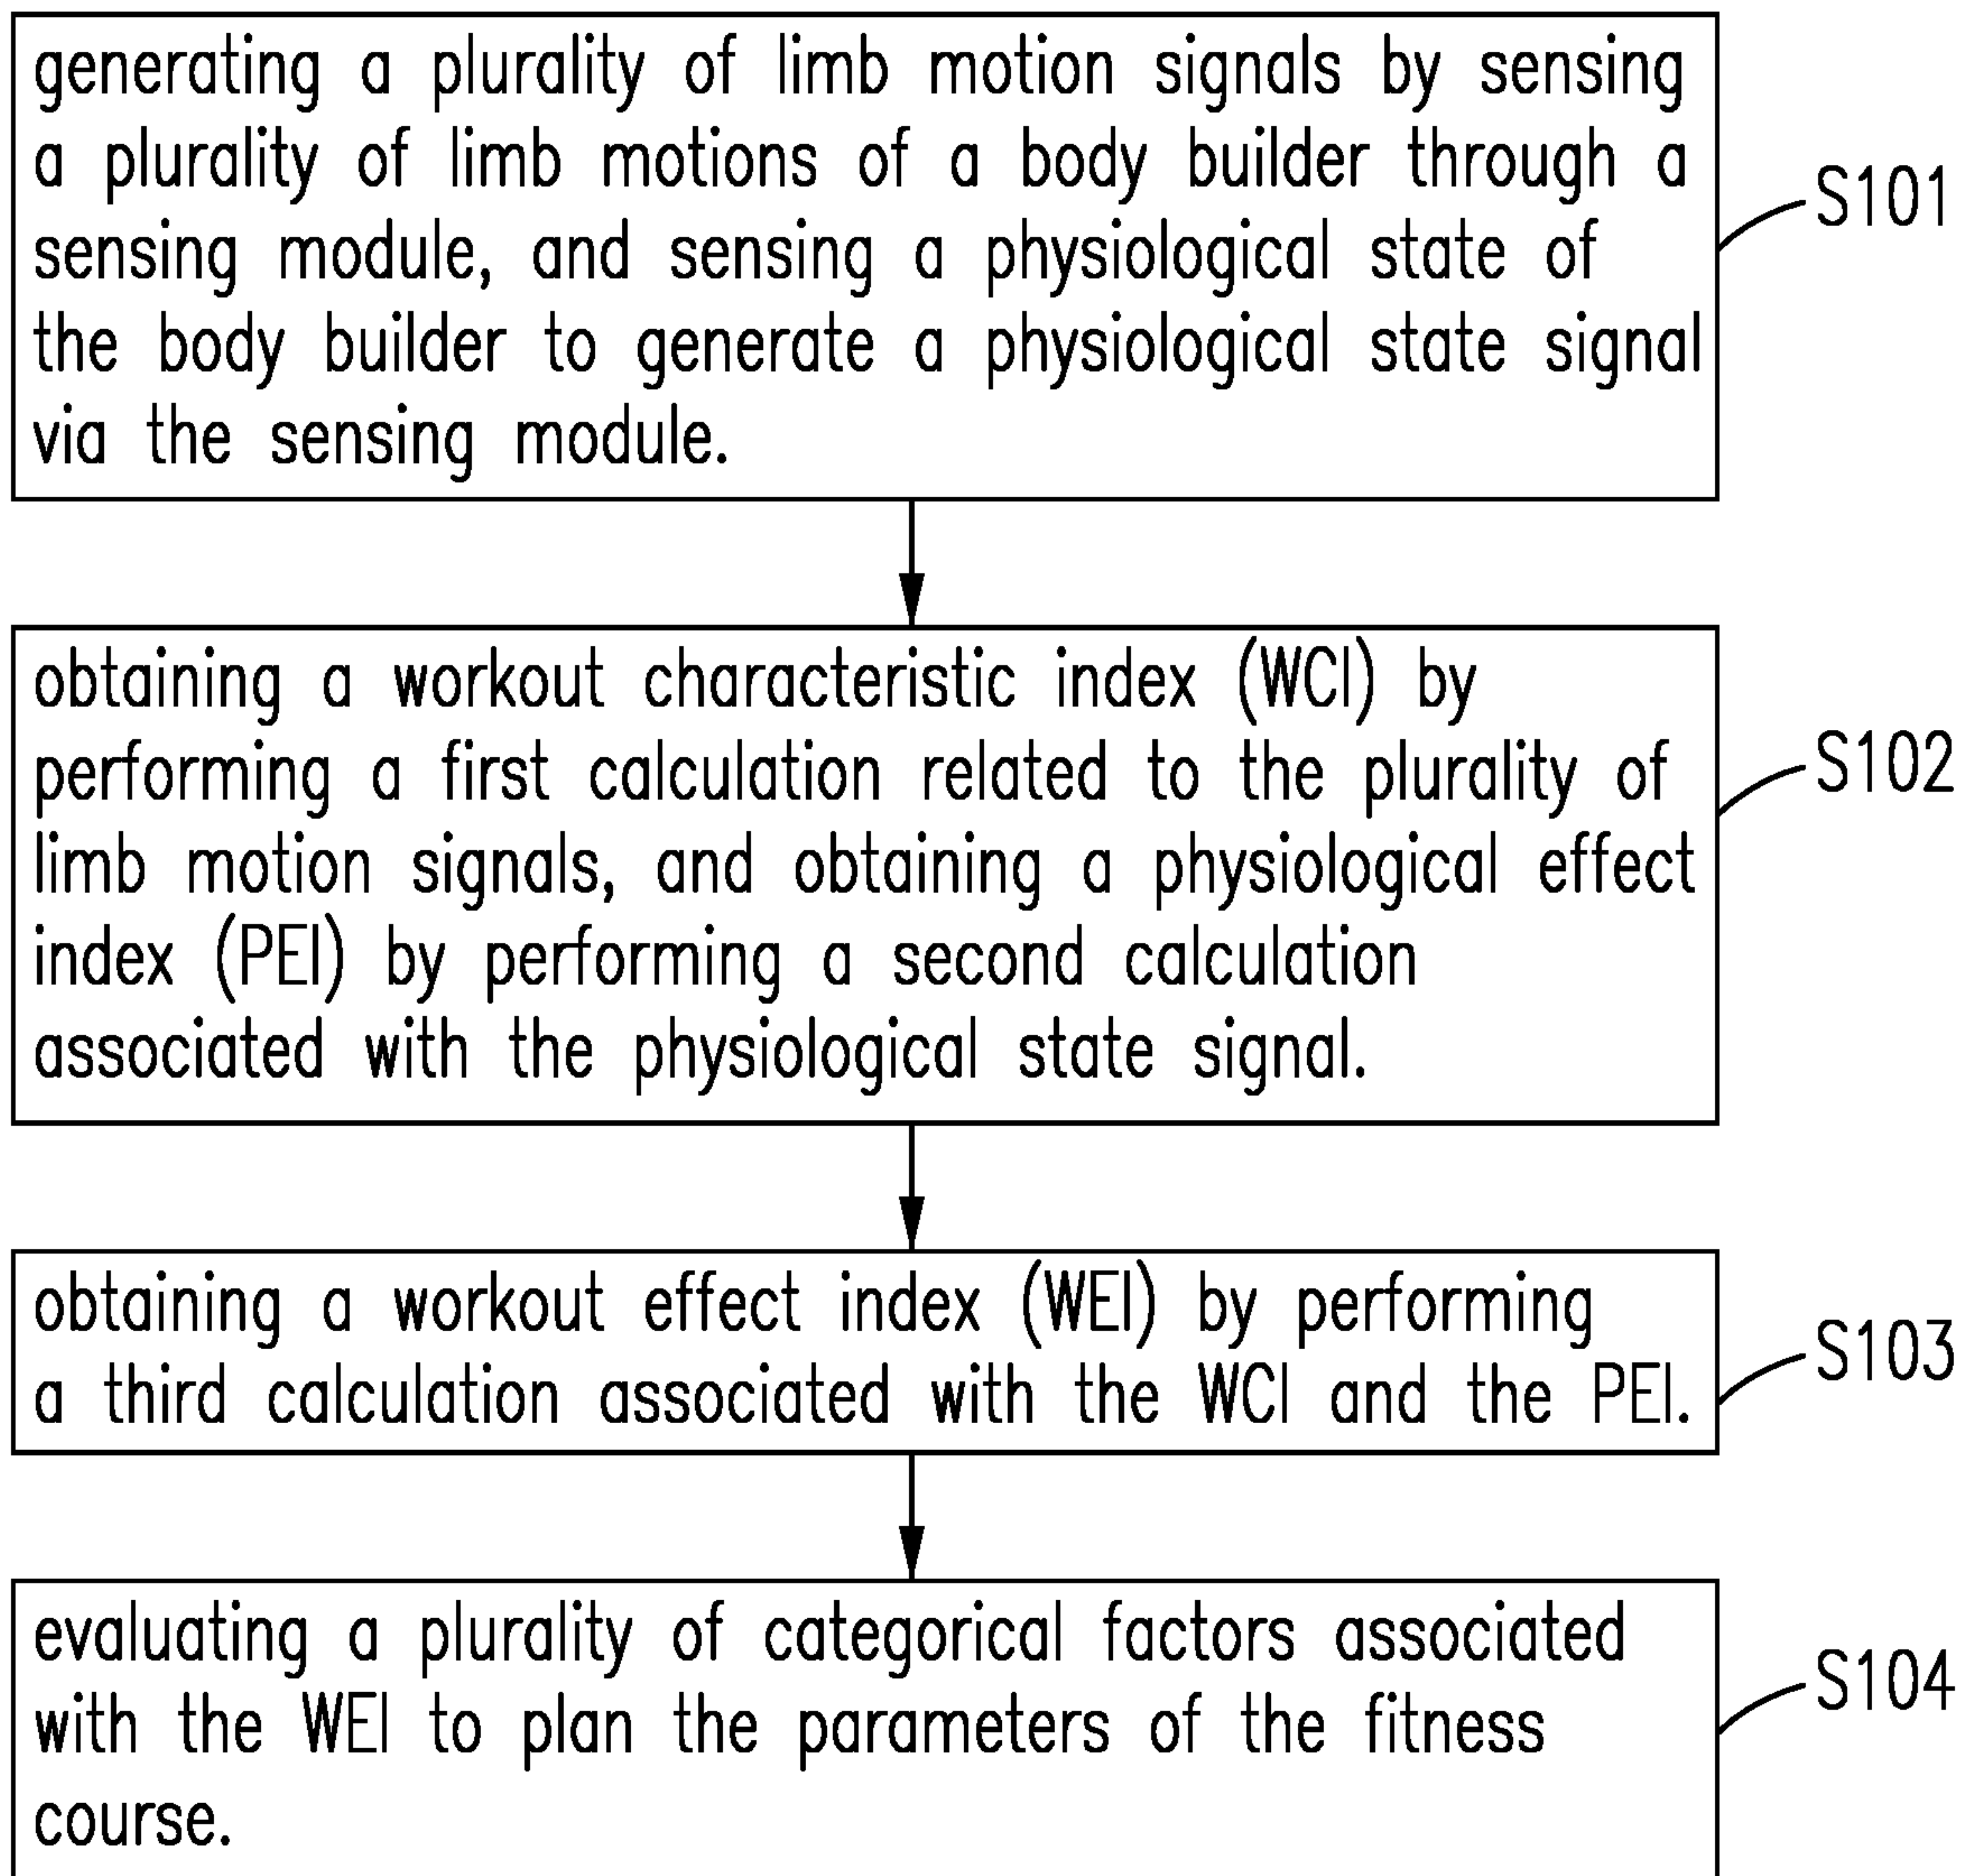 generating a plurality of limb motion signals by sensing
a plurality of limb motions of a body builder through a
sensing module, and sensing a physiological state of
the body builder to generate a physiological state signal
via the sensing module.
S101
obtaining a workout characteristic index (WCI) by
performing a first calculation related to the plurality of
limb motion signals, and obtaining a physiological effect
index (PEI) by performing a second calculation
associated with the physiological state signal.
S102
obtaining a workout effect index (WEI) by performing
a third calculation associated with the WCI and the PEI.
S103
evaluating a plurality of categorical factors associated
with the WEI to plan the parameters of the fitness
course.
S104